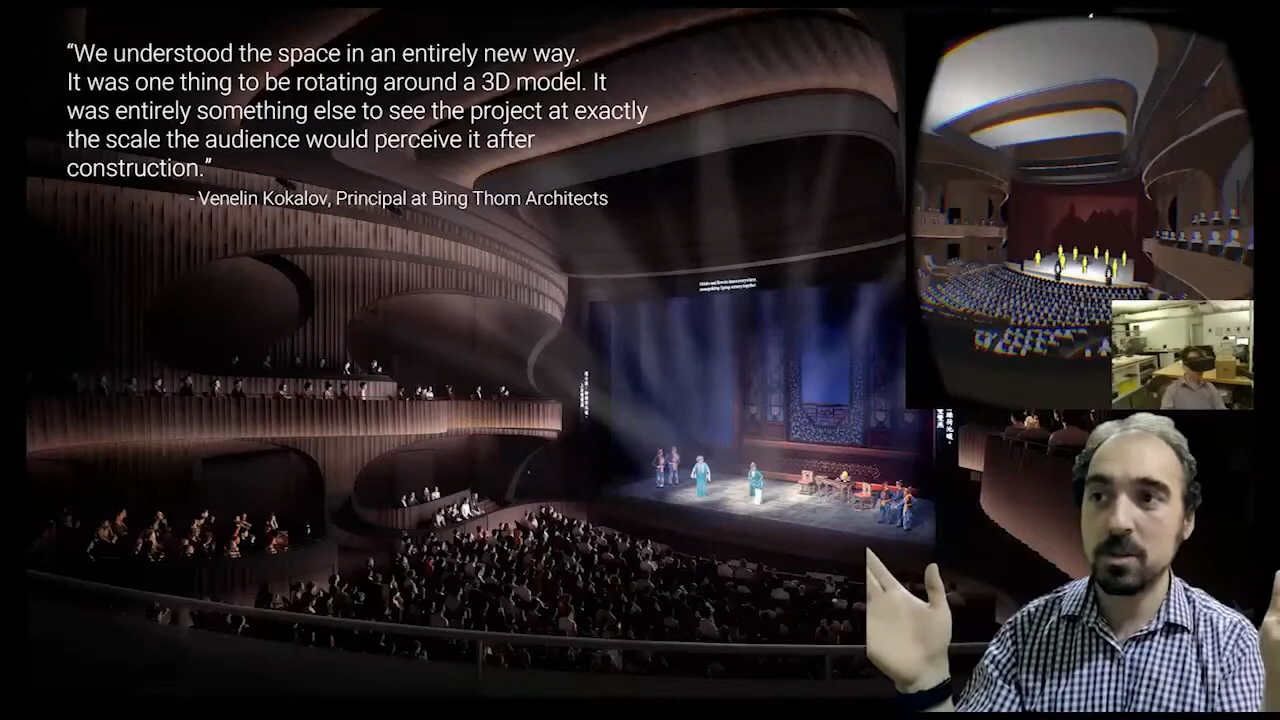 “We understood the space in an entirely new way.
It was one thing to be rotating around a 3D model. It
was entirely something else to see the project at exactly
the scale the audience would perceive it after
construction.”
- Venelin Kokalov, Principal at Bing Thom Architects